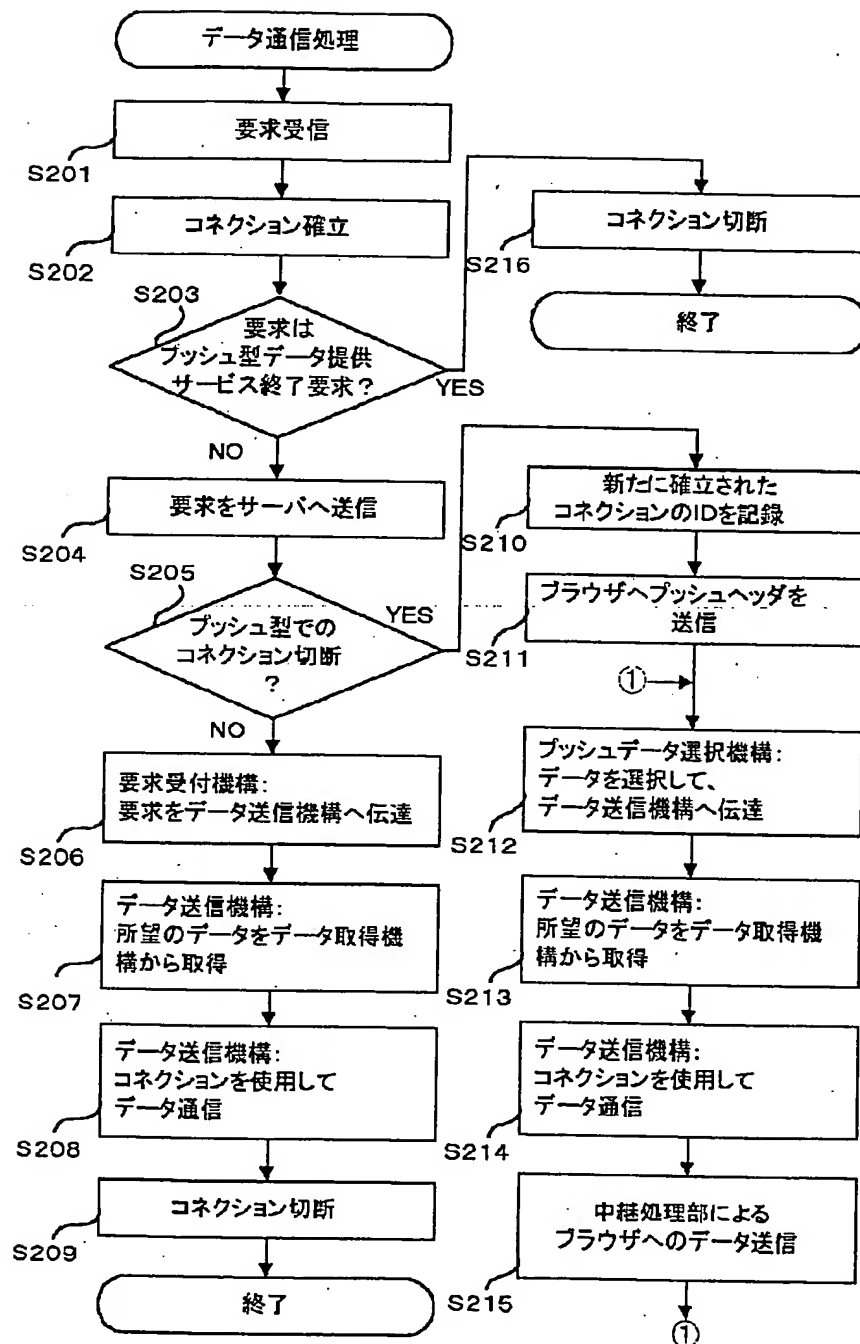 データ通信処理
要求受信
S201
コネクション確立
S202
S203
要求は
プッシュ型データ提供
サービス終了要求?
YES
NO
コネクション切断
S216
終了
要求をサーバへ送信
S204
S205
プッシュ型での
コネクション切断
?
YES
NO
要求受付機構:
要求をデータ送信機構へ伝達
S206
データ送信機構:
所望のデータをデータ取得機
構から取得
S207
データ送信機構:
コネクションを使用して
データ通信
S208
コネクション切断
S209
終了
新たに確立された
コネクションのIDを記録
S210
ブラウザへプッシュヘッダを
送信
S211
①
プッシュデータ選択機構:
データを選択して、
データ送信機構へ伝達
S212
データ送信機構:
所望のデータをデータ取得機
構から取得
S213
データ送信機構:
コネクションを使用して
データ通信
S214
中継処理部による
ブラウザへのデータ送信
S215
①